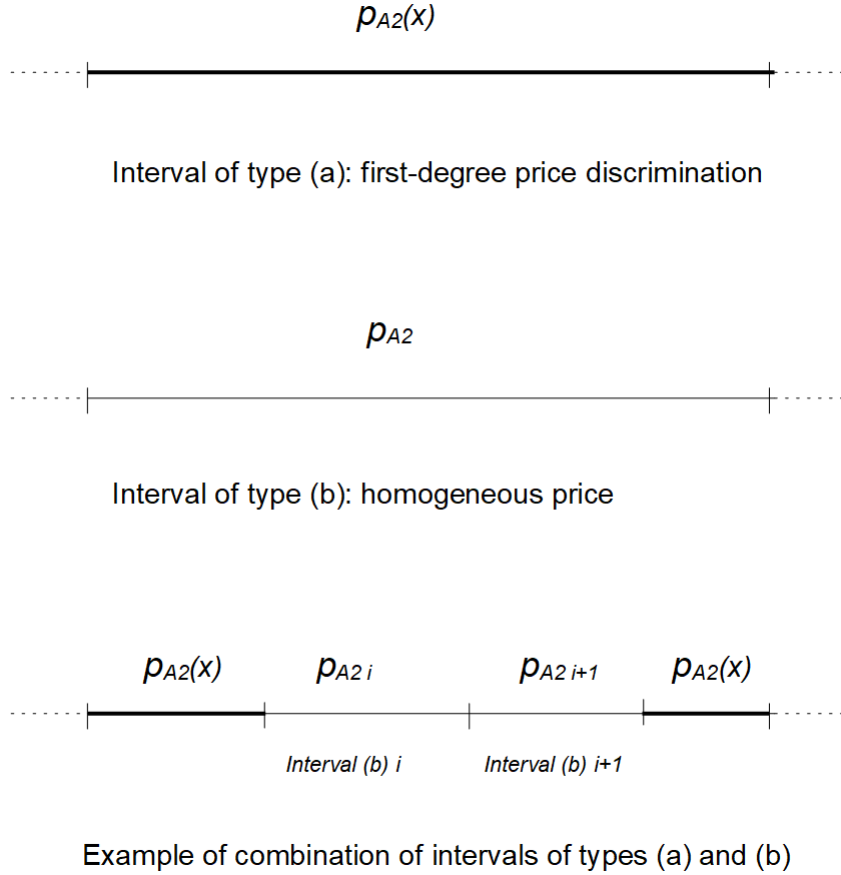 pA2(x)
Interval of type (a): first-degree price discrimination
pA2
Interval of type (b): homogeneous price
pA2(x) pA2 i pA2 i+1 pA2(x)
Interval (b) i Interval (b) i+1
Example of combination of intervals of types (a) and (b)